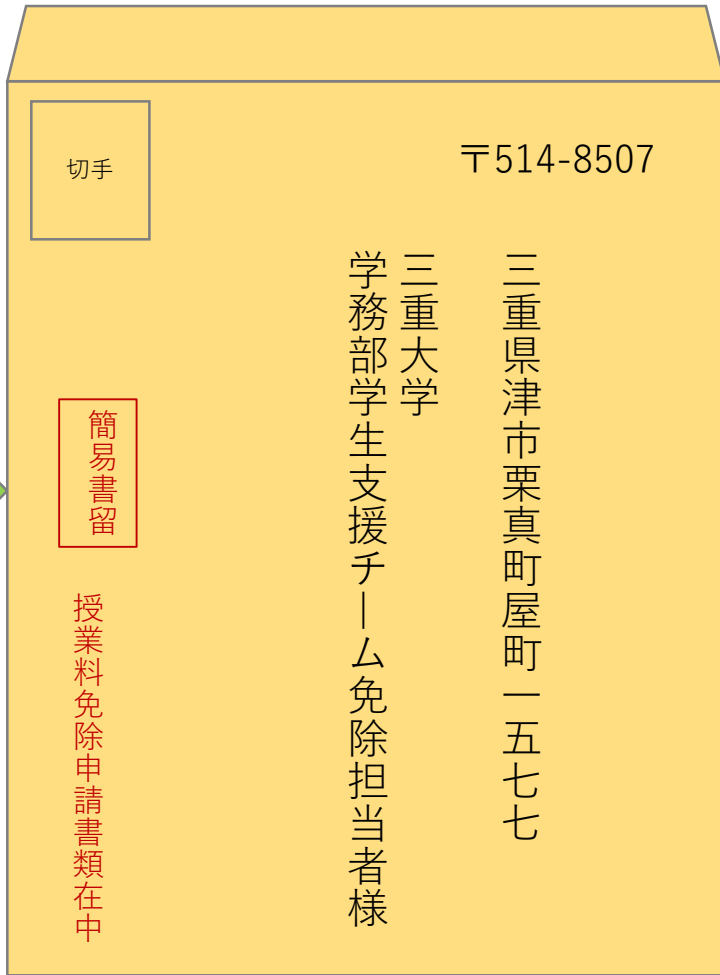 〒514-8507
三重県津市栗真町屋町一五七七
三重大学
学務部学生支援チーム免除担当者様
切手
簡易書留
授業料免除申請書類在中